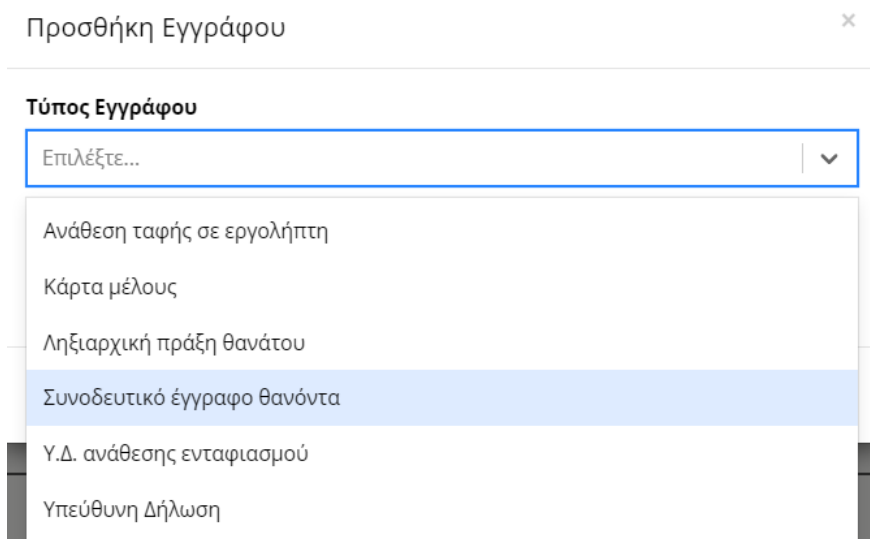 Προσθήκη Εγγράφου
×
Τύπος Εγγράφου
Επιλέξτε...
Ανάθεση ταφής σε εργολήπτη
Κάρτα μέλους
Ληξιαρχική πράξη θανάτου
Συνοδευτικό έγγραφο θανόντα
Υ.Δ. ανάθεσης ενταφιασμού
Υπεύθυνη Δήλωση